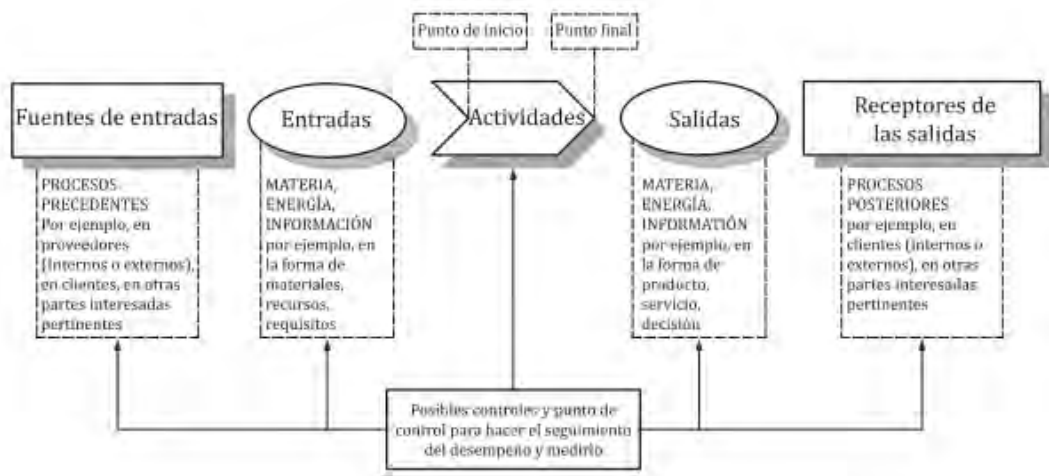 Punto de inicio
Punto final
Fuentes de entradas
Entradas
Actividades
Salidas
Receptores de
las salidas
PROCESOS
PRECEDENTES
Por ejemplo, en
proveedores
(internos o externos),
en clientes, en otras
partes interesadas
pertinentes
MATERIA,
ENERGÍA,
INFORMACIÓN
por ejemplo, en
la forma de
materiales,
recursos,
requisitos
MATERIA,
ENERGÍA,
INFORMATIÓN
por ejemplo, en
la forma de
producto,
servicio,
decisión
PROCESOS
POSTERIORES
por ejemplo, en
clientes (internos o
externos), en otras
partes interesadas
pertinentes
Posibles controles y punto de
control para hacer el seguimiento
del desempeño y medirlo